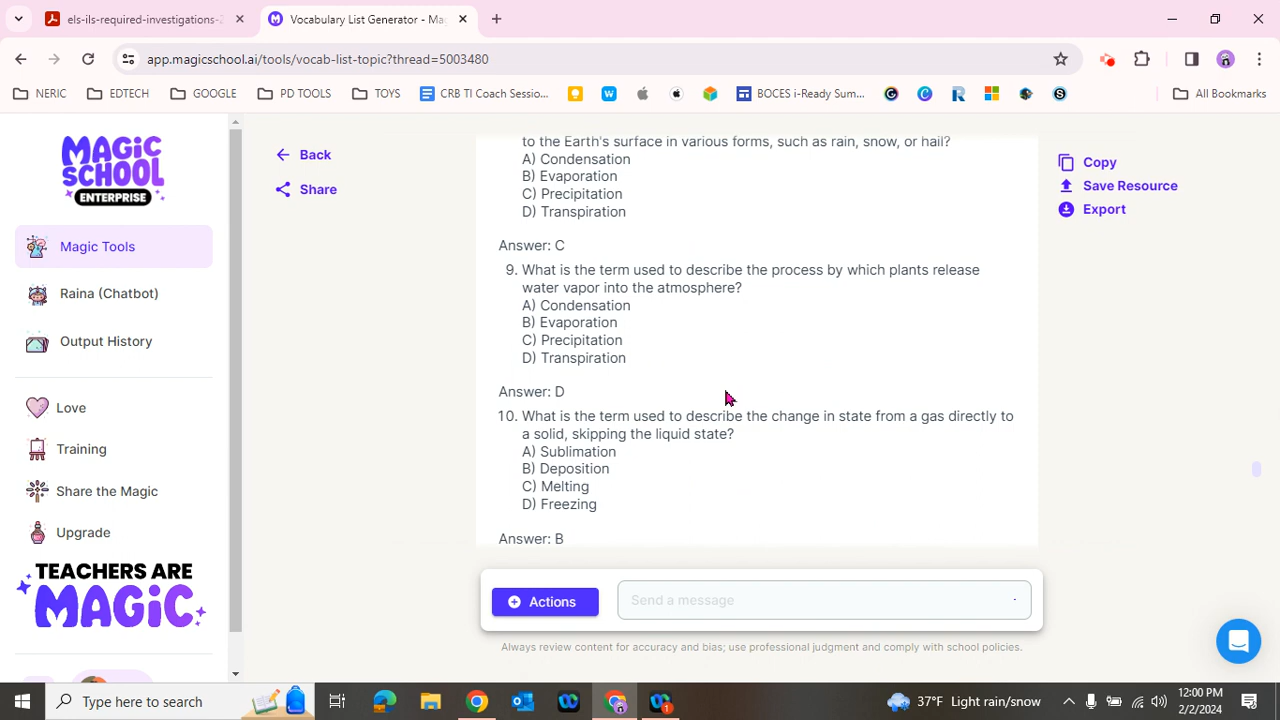 els-ils-required-investigations-
Vocabulary List Generator - Ma
app.magicschool.ai/tools/vocab-list-topic?thread=5003480
NERIC
EDTECH
GOOGLE
PD TOOLS
TOYS
CRB TI Coach Sessio...
BOCES i-Ready Sum...
All Bookmarks
MAGIC
SCHOOL
ENTERPRISE
Magic Tools
Raina (Chatbot)
Output History
Love
Training
Share the Magic
Upgrade
TEACHERS ARE
MAGIC
Back
Share
to the Earth's surface in various forms, such as rain, snow, or hail?
A) Condensation
B) Evaporation
C) Precipitation
D) Transpiration
Answer: C
9. What is the term used to describe the process by which plants release
water vapor into the atmosphere?
A) Condensation
B) Evaporation
C) Precipitation
D) Transpiration
Answer: D
10. What is the term used to describe the change in state from a gas directly to
a solid, skipping the liquid state?
A) Sublimation
B) Deposition
C) Melting
D) Freezing
Answer: B
Copy
Save Resource
Export
Actions
Send a message
Always review content for accuracy and bias; use professional judgment and comply with school policies.
Type here to search
37°F Light rain/snow
12:00 PM
2/2/2024